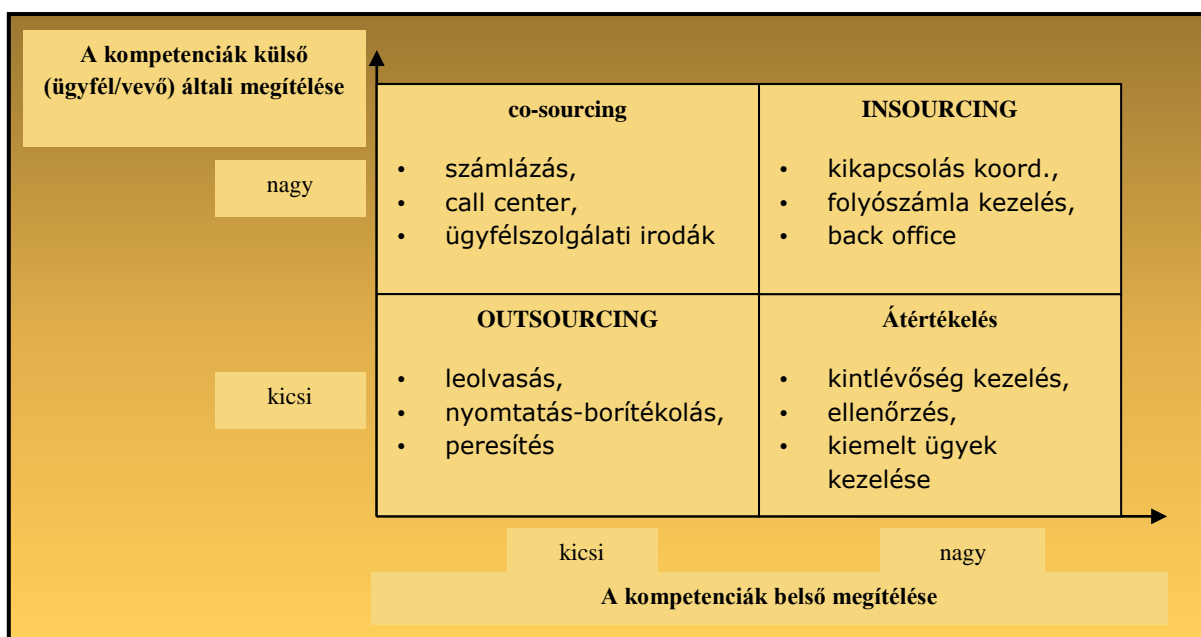 A kompetenciák külső
(ügyfél/vevő) általi megítélése
nagy
co-sourcing
• számlázás,
• call center,
• ügyfélszolgálati irodák
INSOURCING
• kikapcsolás koord.,
• folyószámla kezelés,
• back office
kicsi
OUTSOURCING
• leolvasás,
• nyomtatás-borítékolás,
• peresítés
Átértékelés
• kintlévőség kezelés,
• ellenőrzés,
• kiemelt ügyek
kezelése
kicsi
nagy
A kompetenciák belső megítélése